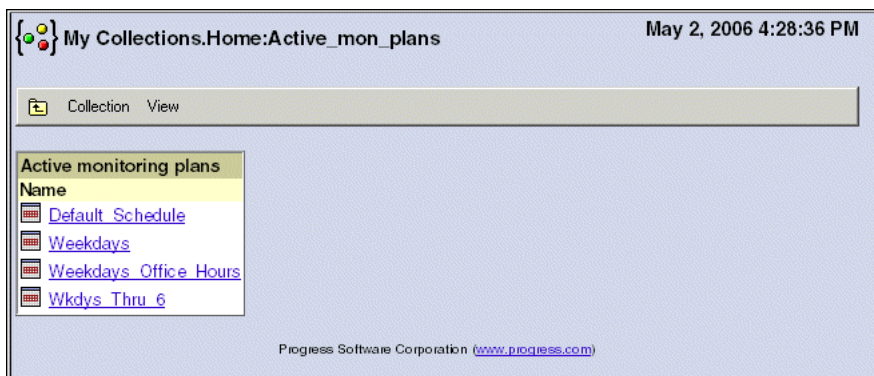 My Collections.Home:Active_mon_plans
May 2, 2006 4:28:36 PM
Collection View
Active monitoring plans
Name
Default_Schedule
Weekdays
Weekdays_Office_Hours
Wkdys_Thru_6
Progress Software Corporation (www.progress.com)